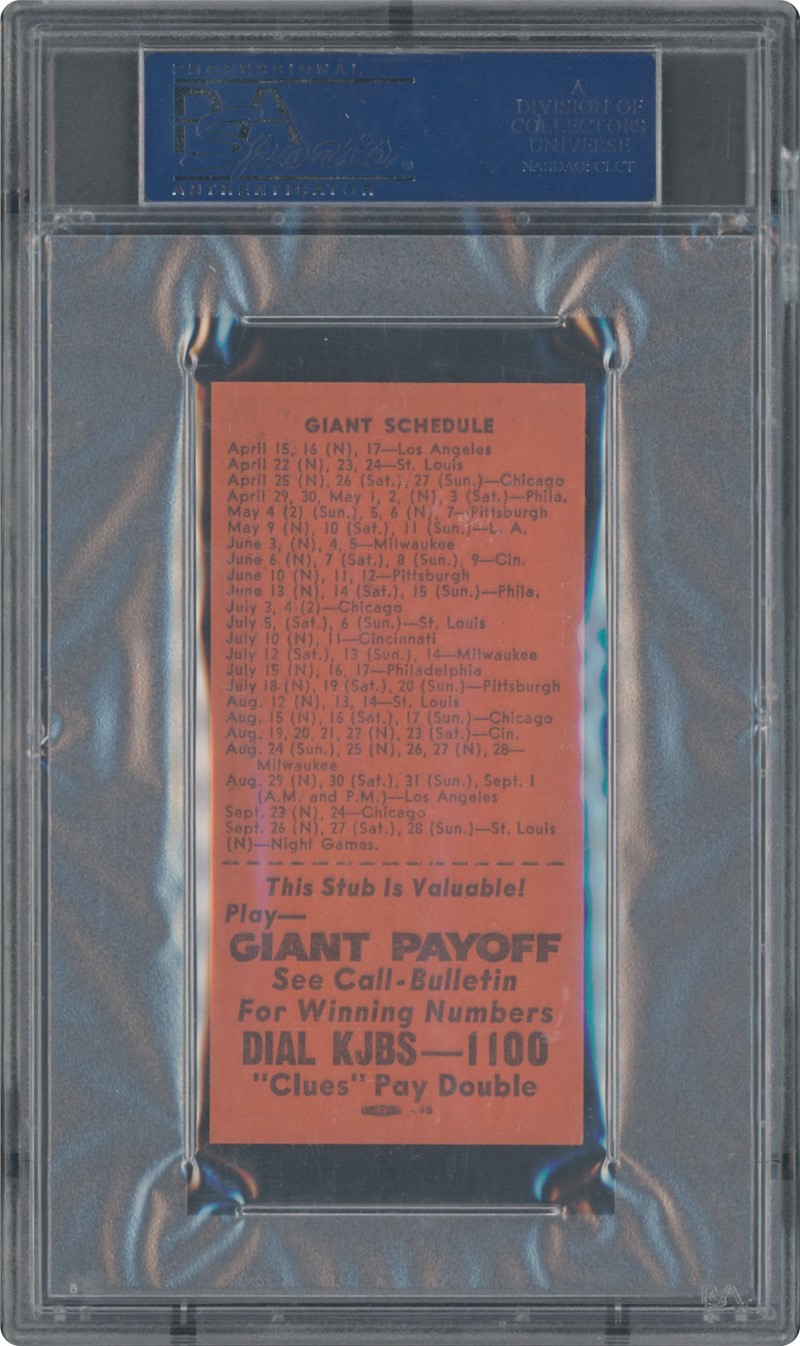 PROFESSIONAL
PSA
AUTHENTICATOR ®
A
DIVISION OF
COLLECTORS
UNIVERSE
NASDAQ: CLCT
GIANT SCHEDULE
April 15, 16 (N), 17—Los Angeles
April 22 (N), 23, 24—St. Louis
April 25 (N), 26 (Sat.), 27 (Sun.)—Chicago
April 29, 30, May 1, 2, (N), 3 (Sat.)—Phila.
May 4 (2) (Sun.), 5, 6 (N), 7—Pittsburgh
May 9 (N), 10 (Sat.), 11 (Sun.)—L. A.
June 3, (N), 4, 5—Milwaukee
June 6 (N), 7 (Sat.), 8 (Sun.), 9—Cin.
June 10 (N), 11, 12—Pittsburgh
June 13 (N), 14 (Sat.), 15 (Sun.)—Phila.
July 3, 4 (2)—Chicago
July 5, (Sat.), 6 (Sun.)—St. Louis
July 10 (N), 11—Cincinnati
July 12 (Sat.), 13 (Sun.), 14—Milwaukee
July 15 (N), 16, 17—Philadelphia
July 18 (N), 19 (Sat.), 20 (Sun.)—Pittsburgh
Aug. 12 (N), 13, 14—St. Louis
Aug. 15 (N), 16 (Sat.), 17 (Sun.)—Chicago
Aug. 19, 20, 21, 22 (N), 23 (Sat.)—Cin.
Aug. 24 (Sun.), 25 (N), 26, 27 (N), 28—
Milwaukee
Aug. 29 (N), 30 (Sat.), 31 (Sun.), Sept. 1
(A.M. and P.M.)—Los Angeles
Sept. 23 (N), 24—Chicago
Sept. 26 (N), 27 (Sat.), 28 (Sun.)—St. Louis
(N)—Night Games.
This Stub Is Valuable!
Play—
GIANT PAYOFF
See Call-Bulletin
For Winning Numbers
DIAL KJBS—1100
"Clues" Pay Double
PSA